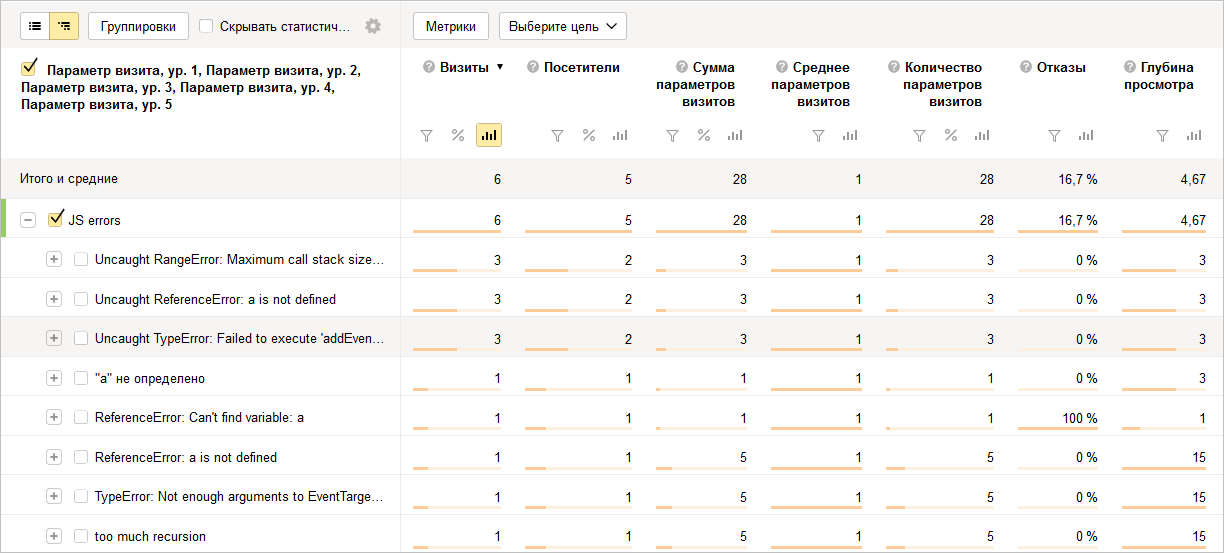 Группировки Скрывать статистич... Метрики Выберите цель
Параметр визита, ур. 1, Параметр визита, ур. 2,
Параметр визита, ур. 3, Параметр визита, ур. 4,
Параметр визита, ур. 5
? Визиты ▼
? Посетители
? Сумма
параметров
визитов
? Среднее
параметров
визитов
? Количество
параметров
визитов
? Отказы
? Глубина
просмотра
% % % %
Итого и средние 6 5 28 1 28 16,7 % 4,67
JS errors 6 5 28 1 28 16,7 % 4,67
Uncaught RangeError: Maximum call stack size... 3 2 3 1 3 0 % 3
Uncaught ReferenceError: a is not defined 3 2 3 1 3 0 % 3
Uncaught TypeError: Failed to execute 'addEven... 3 2 3 1 3 0 % 3
"a" не определено 1 1 1 1 1 0 % 3
ReferenceError: Can't find variable: a 1 1 1 1 1 100 % 1
ReferenceError: a is not defined 1 1 5 1 5 0 % 15
TypeError: Not enough arguments to EventTarge... 1 1 5 1 5 0 % 15
too much recursion 1 1 5 1 5 0 % 15